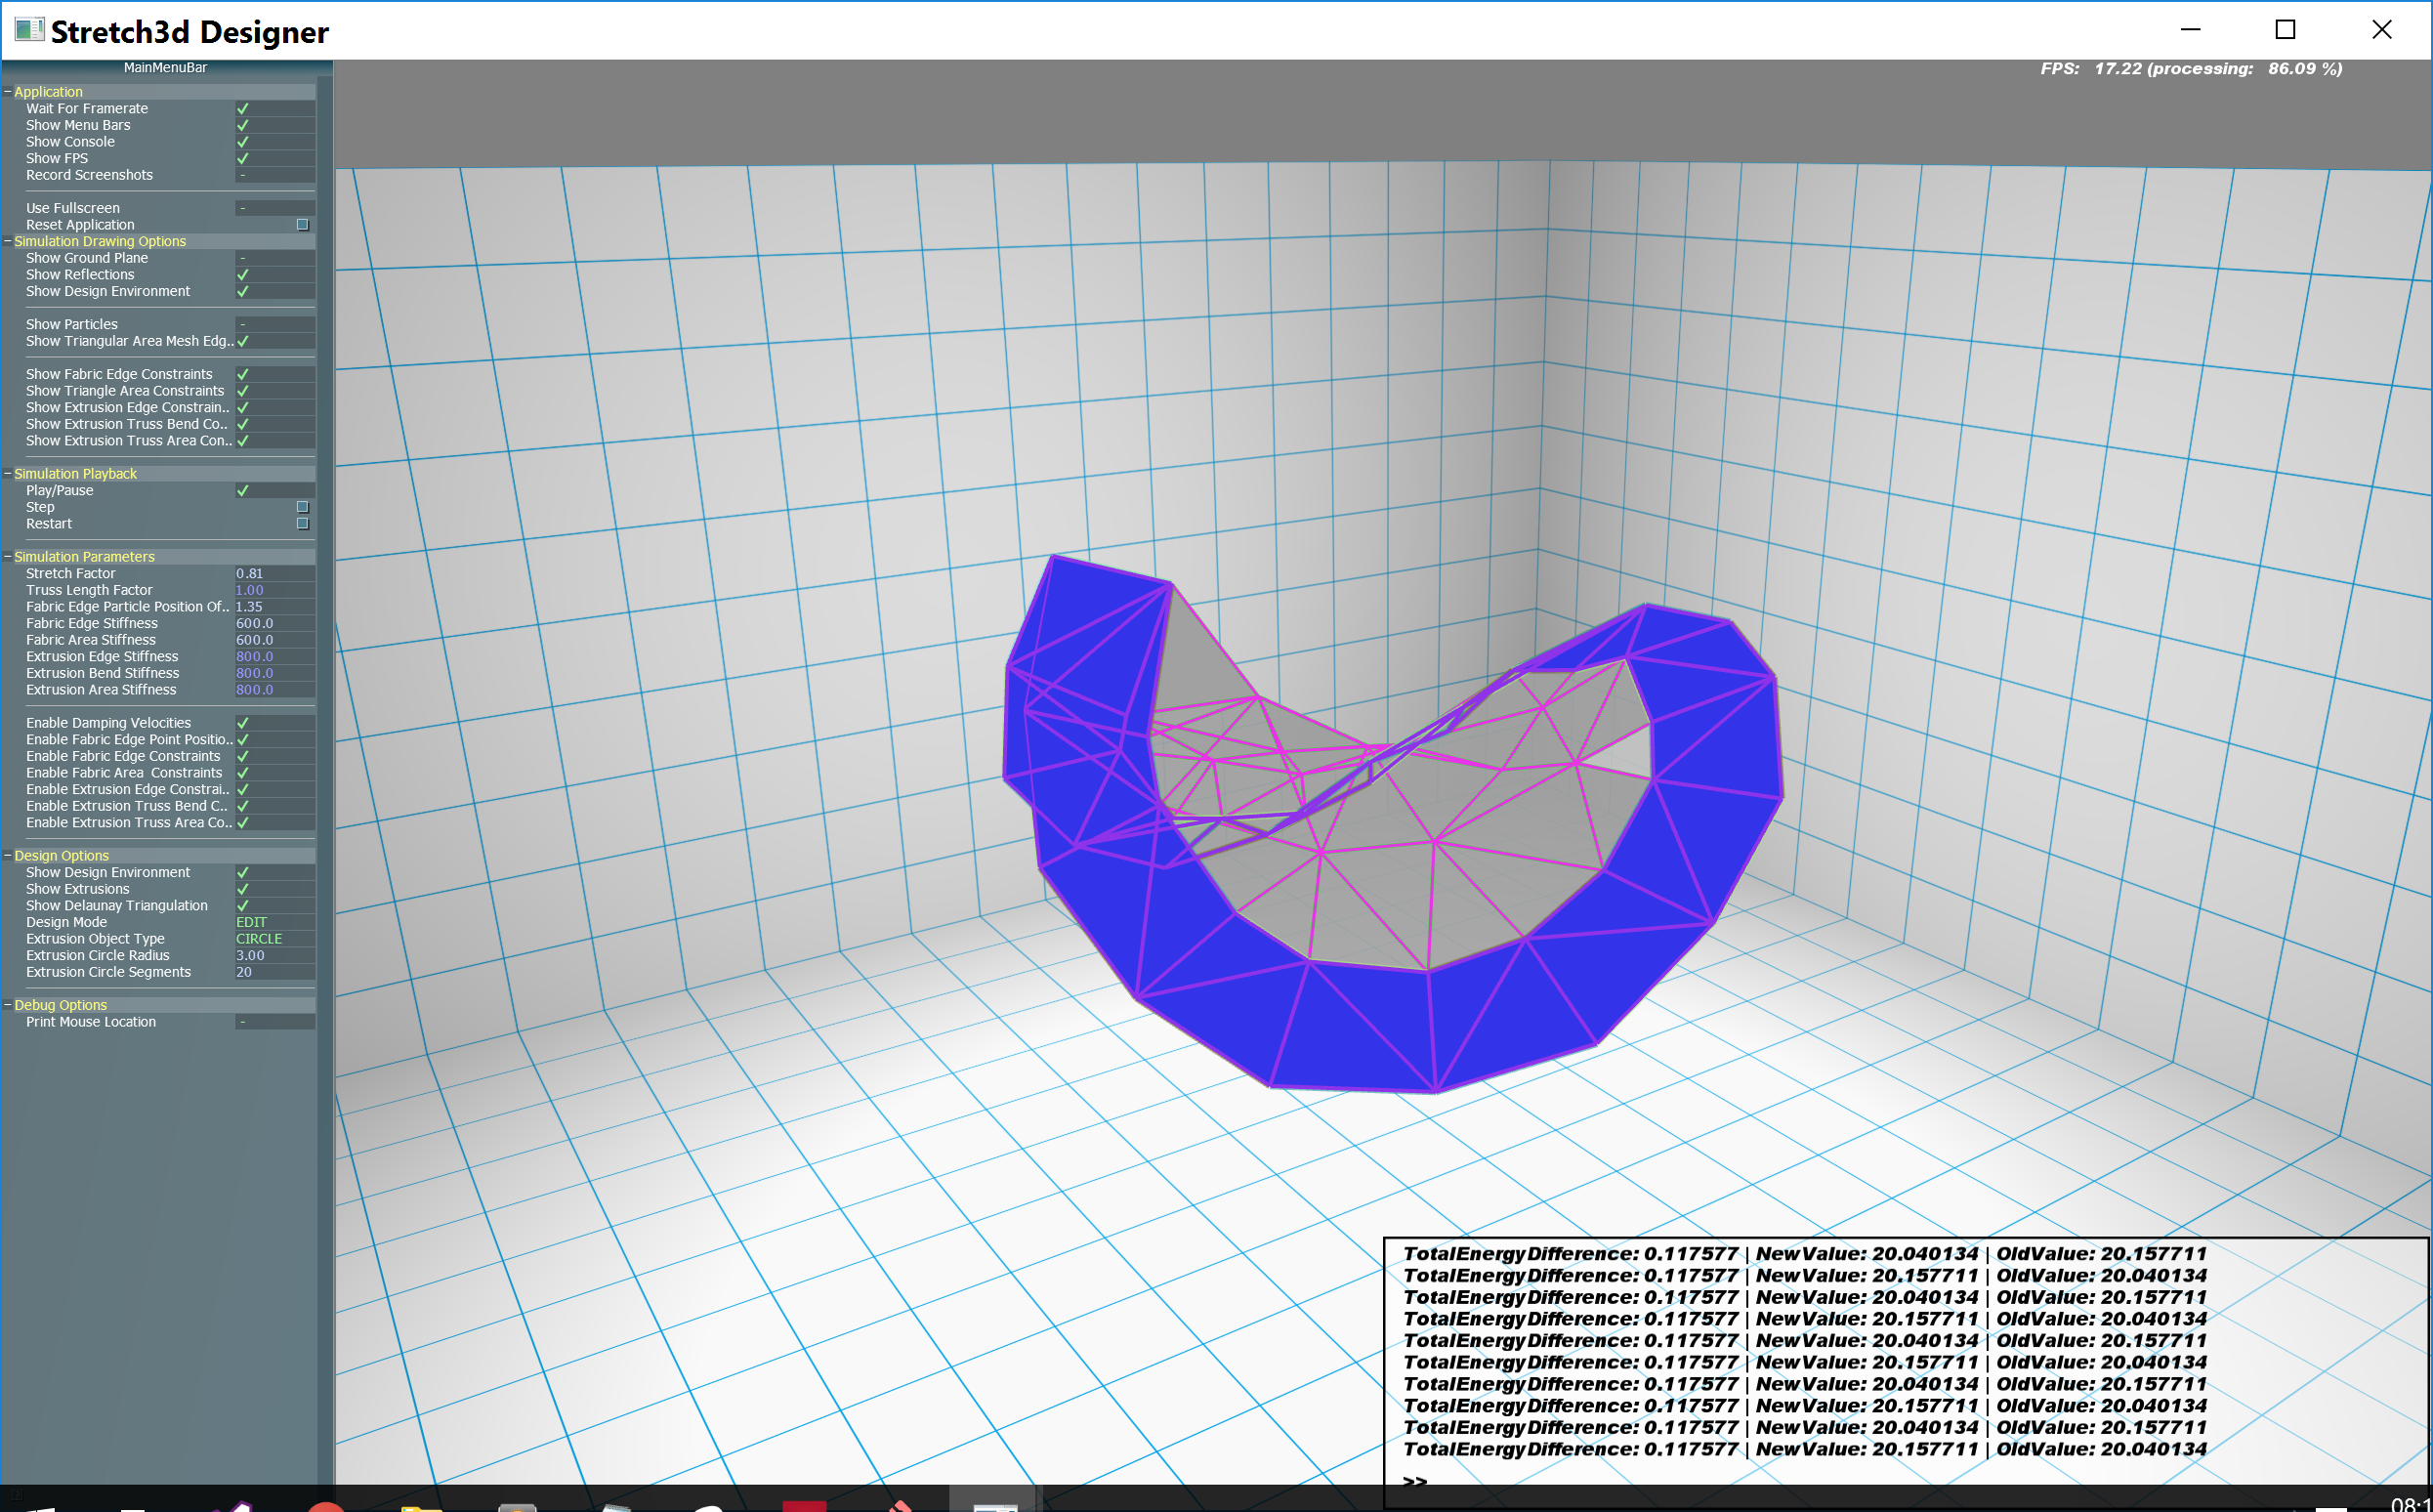 Stretch3d Designer
MainMenuBar
FPS: 17.22 (processing: 86.09 %)
Application
Wait For Framerate
Show Menu Bars
Show Console
Show FPS
Record Screenshots -
Use Fullscreen -
Reset Application
Simulation Drawing Options
Show Ground Plane -
Show Reflections
Show Design Environment
Show Particles -
Show Triangular Area Mesh Edg..
Show Fabric Edge Constraints
Show Triangle Area Constraints
Show Extrusion Edge Constrain..
Show Extrusion Truss Bend Co..
Show Extrusion Truss Area Con..
Simulation Playback
Play/Pause
Step
Restart
Simulation Parameters
Stretch Factor 0.81
Truss Length Factor 1.00
Fabric Edge Particle Position Of.. 1.35
Fabric Edge Stiffness 600.0
Fabric Area Stiffness 600.0
Extrusion Edge Stiffness 800.0
Extrusion Bend Stiffness 800.0
Extrusion Area Stiffness 800.0
Enable Damping Velocities
Enable Fabric Edge Point Positio..
Enable Fabric Edge Constraints
Enable Fabric Area Constraints
Enable Extrusion Edge Constrai..
Enable Extrusion Truss Bend C..
Enable Extrusion Truss Area Co..
Design Options
Show Design Environment
Show Extrusions
Show Delaunay Triangulation
Design Mode EDIT
Extrusion Object Type CIRCLE
Extrusion Circle Radius 3.00
Extrusion Circle Segments 20
Debug Options
Print Mouse Location -
TotalEnergyDifference: 0.117577 | NewValue: 20.040134 | OldValue: 20.157711
TotalEnergyDifference: 0.117577 | NewValue: 20.157711 | OldValue: 20.040134
TotalEnergyDifference: 0.117577 | NewValue: 20.040134 | OldValue: 20.157711
TotalEnergyDifference: 0.117577 | NewValue: 20.157711 | OldValue: 20.040134
TotalEnergyDifference: 0.117577 | NewValue: 20.040134 | OldValue: 20.157711
TotalEnergyDifference: 0.117577 | NewValue: 20.157711 | OldValue: 20.040134
TotalEnergyDifference: 0.117577 | NewValue: 20.040134 | OldValue: 20.157711
TotalEnergyDifference: 0.117577 | NewValue: 20.157711 | OldValue: 20.040134
TotalEnergyDifference: 0.117577 | NewValue: 20.040134 | OldValue: 20.157711
TotalEnergyDifference: 0.117577 | NewValue: 20.157711 | OldValue: 20.040134
>>